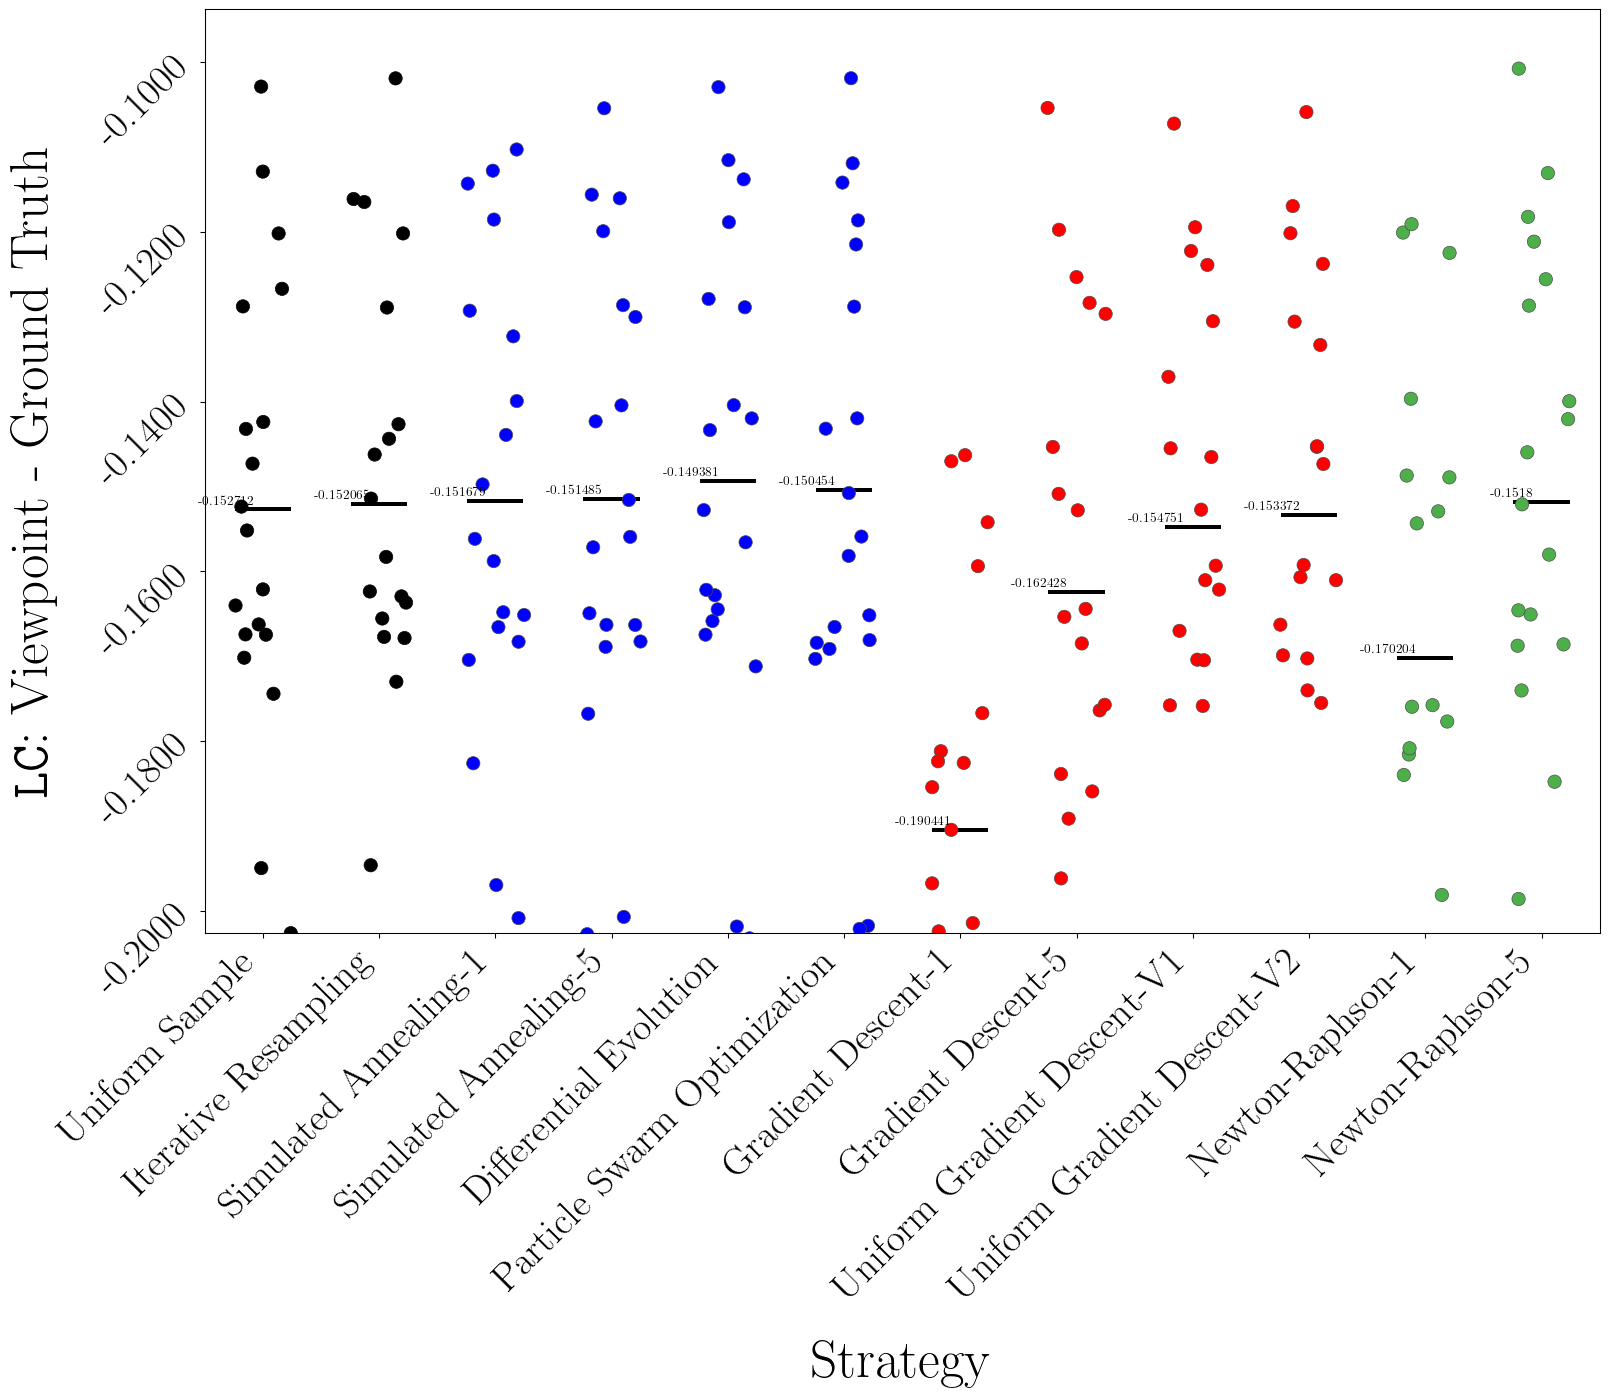 LC: Viewpoint - Ground Truth
-0.1000
-0.1200
-0.1400
-0.1600
-0.1800
-0.2000
-0.152712
-0.152065
-0.151679
-0.151485
-0.149381
-0.150454
-0.190441
-0.162428
-0.154751
-0.153372
-0.170204
-0.1518
Uniform Sample
Iterative Resampling
Simulated Annealing-1
Simulated Annealing-5
Differential Evolution
Particle Swarm Optimization
Gradient Descent-1
Gradient Descent-5
Uniform Gradient Descent-V1
Uniform Gradient Descent-V2
Newton-Raphson-1
Newton-Raphson-5
Strategy